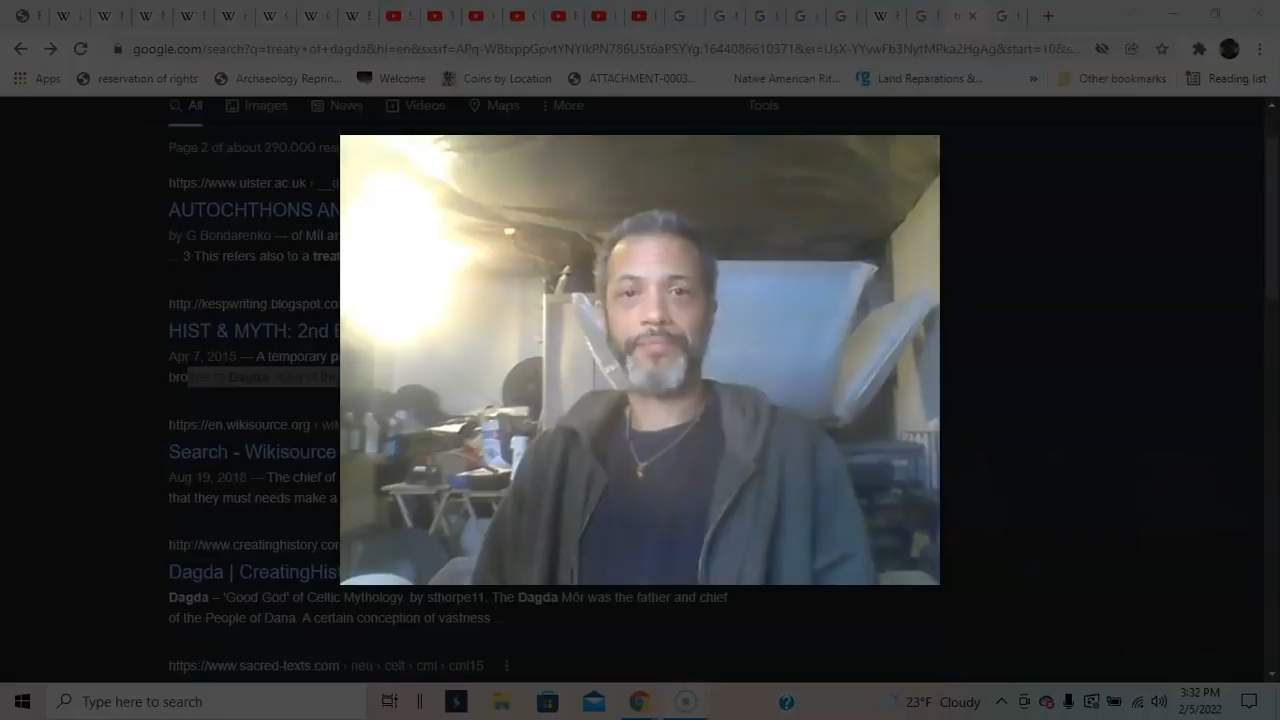 google.com/search?q=treaty+of+dagda&hl=en&sxsrf=APq-WBtxppGpvtYNYIkPN786U5t6aPSYYg:1644086610371&ei=UsX-YYvwFb3NytMPka2HgAg&start=10&s...
Apps reservation of rights Archaeology Reprin... Welcome Coins by Location ATTACHMENT-0003... Native American Rit... Land Reparations &... » Other bookmarks Reading list
All Images News Videos Maps More Tools
Page 2 of about 290,000 resu
https://www.ulster.ac.uk ›
AUTOCHTHONS AN
by G Bondarenko — of Míl an
... 3 This refers also to a treat
http://kespwriting.blogspot.co
HIST & MYTH: 2nd
Apr 7, 2015 — A temporary p
https://en.wikisource.org › wik
Search - Wikisource
Aug 19, 2018 — The chief of
that they must needs make a
http://www.creatinghistory.cor
Dagda | CreatingHist
Dagda – 'Good God' of Celtic Mythology. by sthorpe11. The Dagda Mór was the father and chief
of the People of Dana. A certain conception of vastness ...
https://www.sacred-texts.com › neu › celt › cml › cml15
Type here to search
23°F Cloudy
3:32 PM
2/5/2022